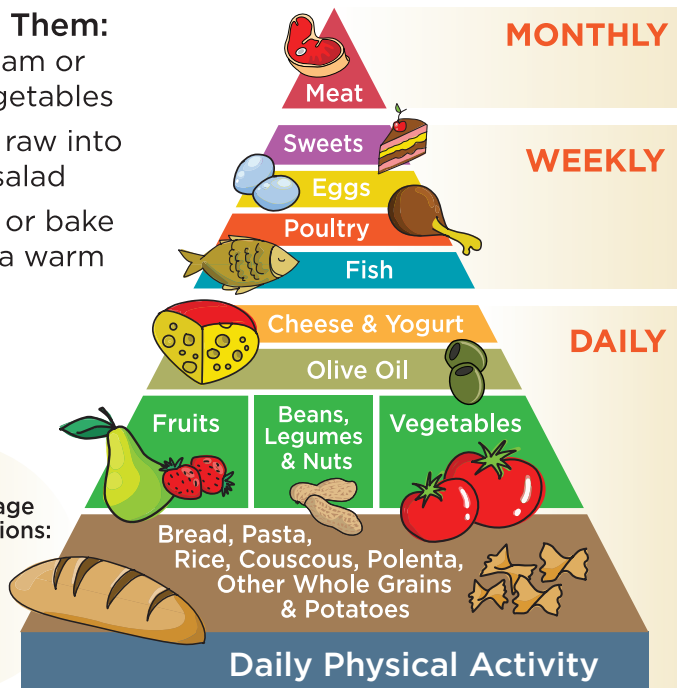 Them:
am or
getables
raw into
salad
or bake
a warm
age
ions:
MONTHLY
Meat
WEEKLY
Sweets
Eggs
Poultry
Fish
DAILY
Cheese & Yogurt
Olive Oil
Fruits
Beans,
Legumes
& Nuts
Vegetables
Bread, Pasta,
Rice, Couscous, Polenta,
Other Whole Grains
& Potatoes
Daily Physical Activity